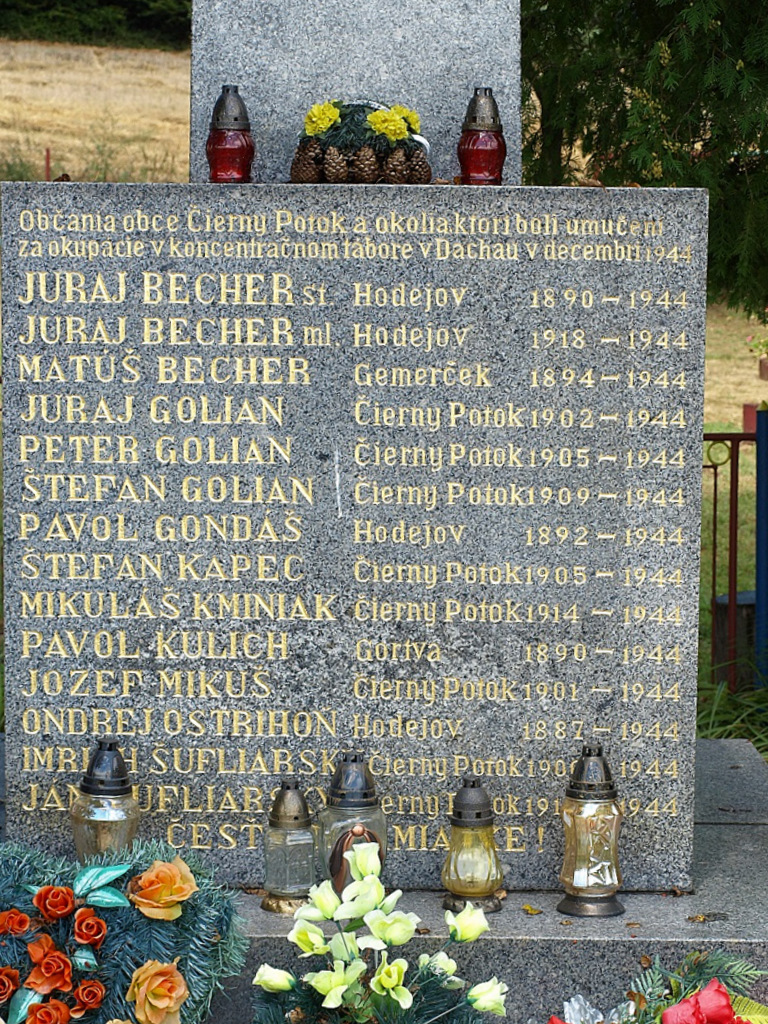 Občania obce Čierny Potok a okolia, ktorí boli umučení
za okupácie v koncentračnom tábore v Dachau v decembri 1944
JURAJ BECHER st. Hodejov 1890 – 1944
JURAJ BECHER ml. Hodejov 1918 – 1944
MATÚŠ BECHER Gemerček 1894 – 1944
JURAJ GOLIAN Čierny Potok 1902 – 1944
PETER GOLIAN Čierny Potok 1905 – 1944
ŠTEFAN GOLIAN Čierny Potok 1909 – 1944
PAVOL GONDÁŠ Hodejov 1892 – 1944
ŠTEFAN KAPEC Čierny Potok 1905 – 1944
MIKULÁŠ KMINIAK Čierny Potok 1914 – 1944
PAVOL KULICH Gortva 1890 – 1944
JOZEF MIKUŠ Čierny Potok 1901 – 1944
ONDREJ OSTRIHOŇ Hodejov 1887 – 1944
ŠUFLIARSKY Čierny Potok 1944
Potok 1944
ČESŤ !